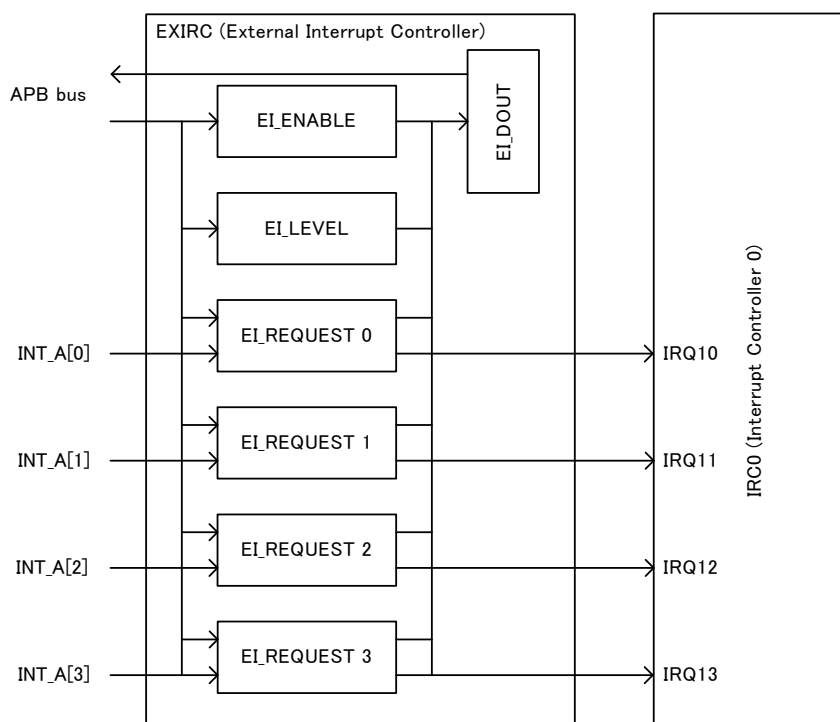 EXIRC (External Interrupt Controller)
APB bus
EI_ENABLE
EI_DOUT
EI_LEVEL
EI_REQUEST 0
INT_A[0]
IRQ10
EI_REQUEST 1
INT_A[1]
IRQ11
IRC0 (Interrupt Controller 0)
EI_REQUEST 2
INT_A[2]
IRQ12
EI_REQUEST 3
INT_A[3]
IRQ13